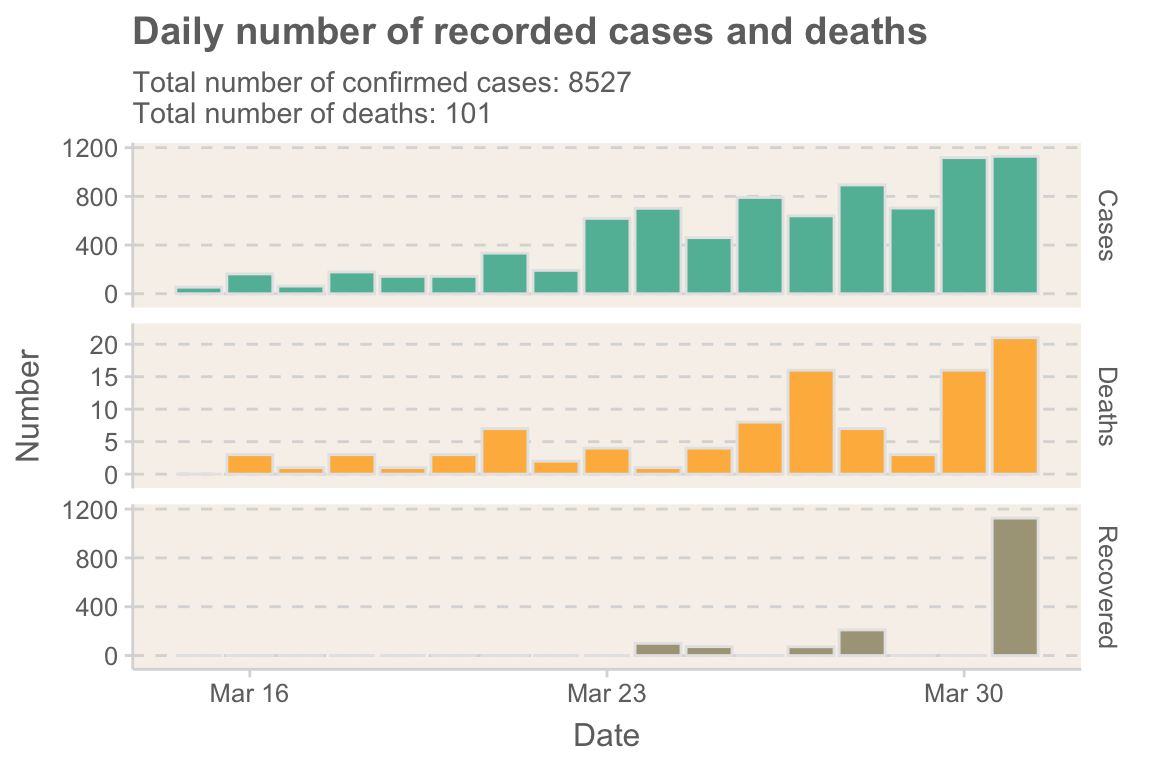 Daily number of recorded cases and deaths
Total number of confirmed cases: 8527
Total number of deaths: 101
1200
800
400
0
Cases
20
15
10
5
0
Deaths
1200
800
400
0
Recovered
Number
Mar 16
Mar 23
Mar 30
Date